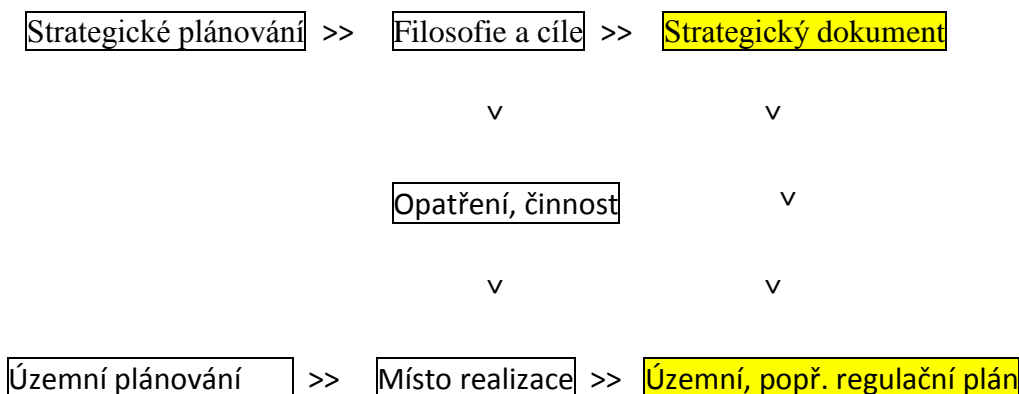 Strategické plánování >> Filosofie a cíle >> Strategický dokument
˅ ˅
Opatření, činnost ˅
˅ ˅
Územní plánování >> Místo realizace >> Územní, popř. regulační plán